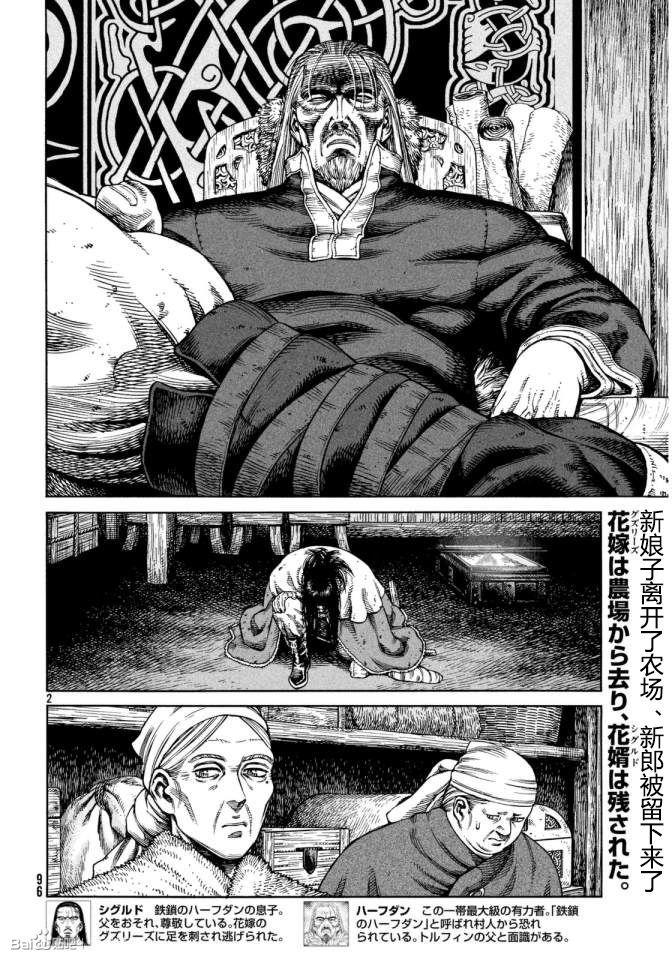 新娘子离开了农场、新郎被留下来了
花嫁は農場から去り、花婿は残された。
グズリーズ
シグルド
2
96
シグルド 鉄鎖のハーフダンの息子。
父をおそれ、尊敬している。花嫁の
グズリーズに足を刺され逃げられた。
ハーフダン この一帯最大級の有力者。「鉄鎖
のハーフダン」と呼ばれ村人から恐れ
られている。トルフィンの父と面識がある。
Bai